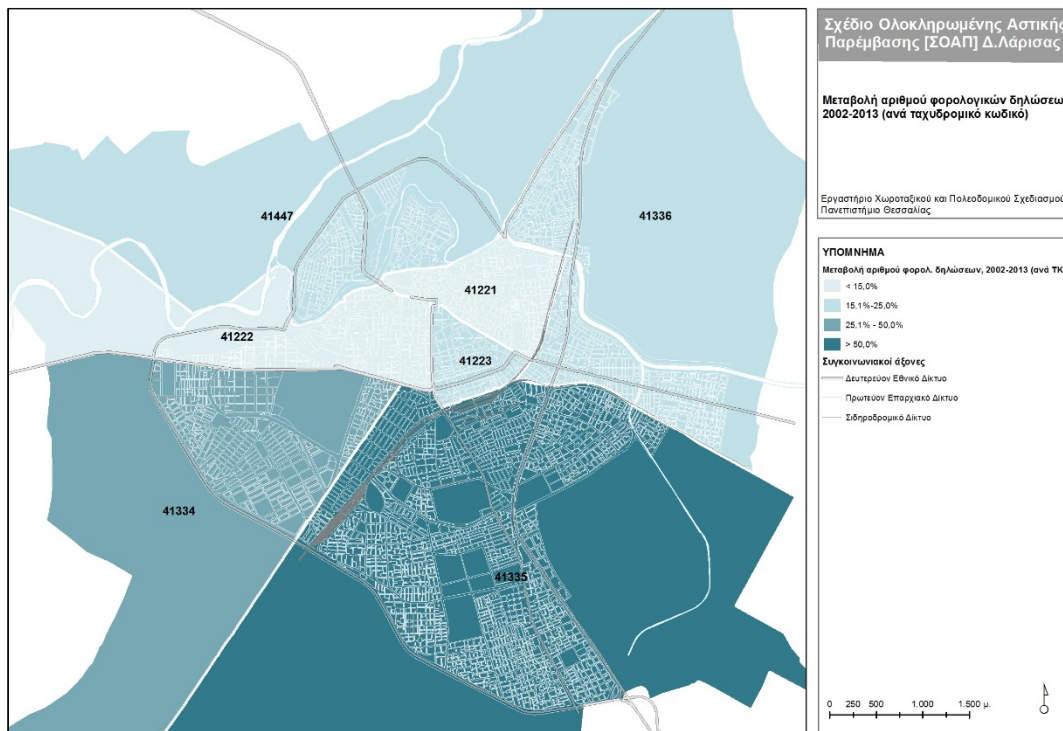 Σχέδιο Ολοκληρωμένης Αστικής
Παρέμβασης [ΣΟΑΠ] Δ.Λάρισας
Μεταβολή αριθμού φορολογικών δηλώσεω
2002-2013 (ανά ταχυδρομικό κωδικό)
Εργαστήριο Χωροταξικού και Πολεοδομικού Σχεδιασμού
Πανεπιστήμιο Θεσσαλίας
ΥΠΟΜΝΗΜΑ
Μεταβολή αριθμού φορολ. δηλώσεων, 2002-2013 (ανά ΤΚ
< 15,0%
15,1%-25,0%
25,1% - 50,0%
> 50,0%
Συγκοινωνιακοί άξονες
Δευτερεύον Εθνικό Δίκτυο
Πρωτεύον Επαρχιακό Δίκτυο
Σιδηροδρομικό Δίκτυο
0 250 500 1.000 1.500 μ.
41447
41336
41221
41222
41223
41334
41335